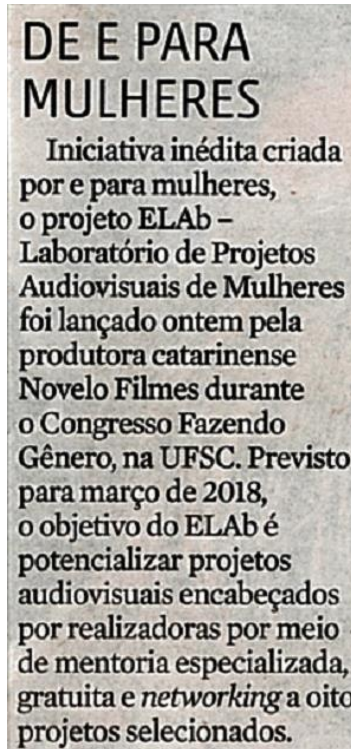 DE E PARA
MULHERES
Iniciativa inédita criada
por e para mulheres,
o projeto ELAb –
Laboratório de Projetos
Audiovisuais de Mulheres
foi lançado ontem pela
produtora catarinense
Novelo Filmes durante
o Congresso Fazendo
Gênero, na UFSC. Previsto
para março de 2018,
o objetivo do ELAb é
potencializar projetos
audiovisuais encabeçados
por realizadoras por meio
de mentoria especializada,
gratuita e networking a oito
projetos selecionados.